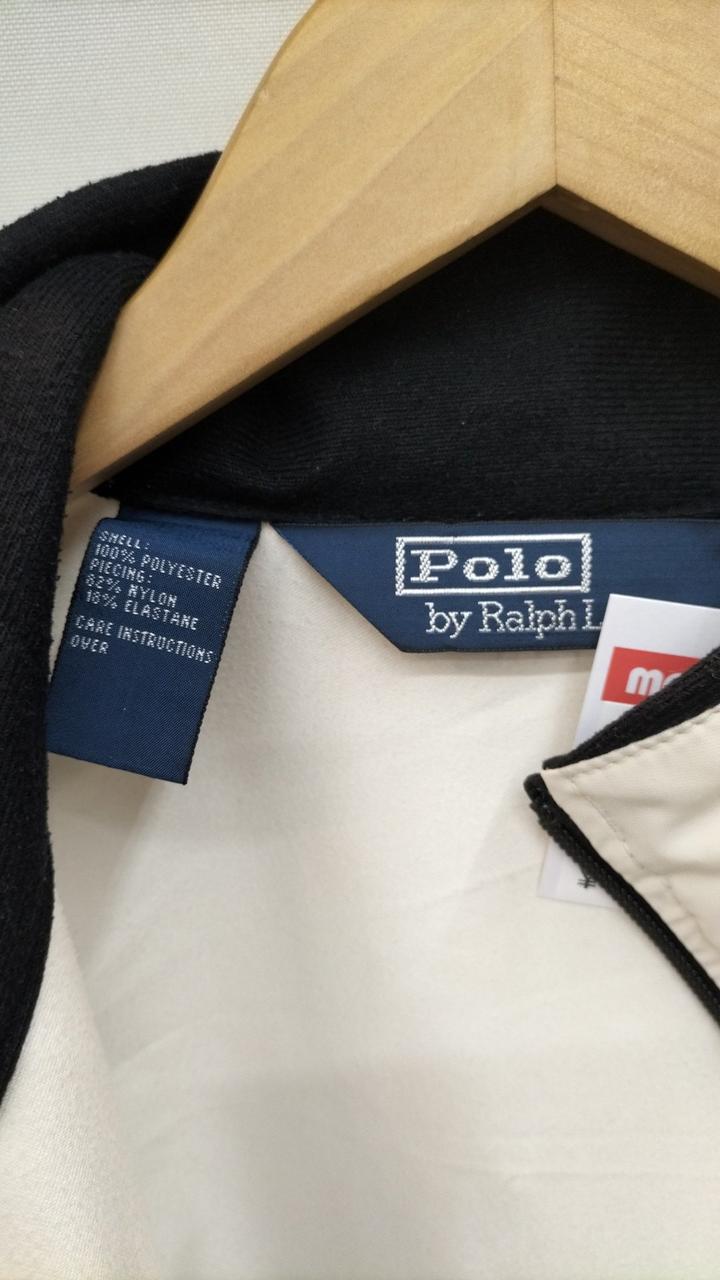 SHELL:
100% POLYESTER
PIECING:
82% NYLON
18% ELASTANE
CARE INSTRUCTIONS
OVER
Polo
by Ralph L